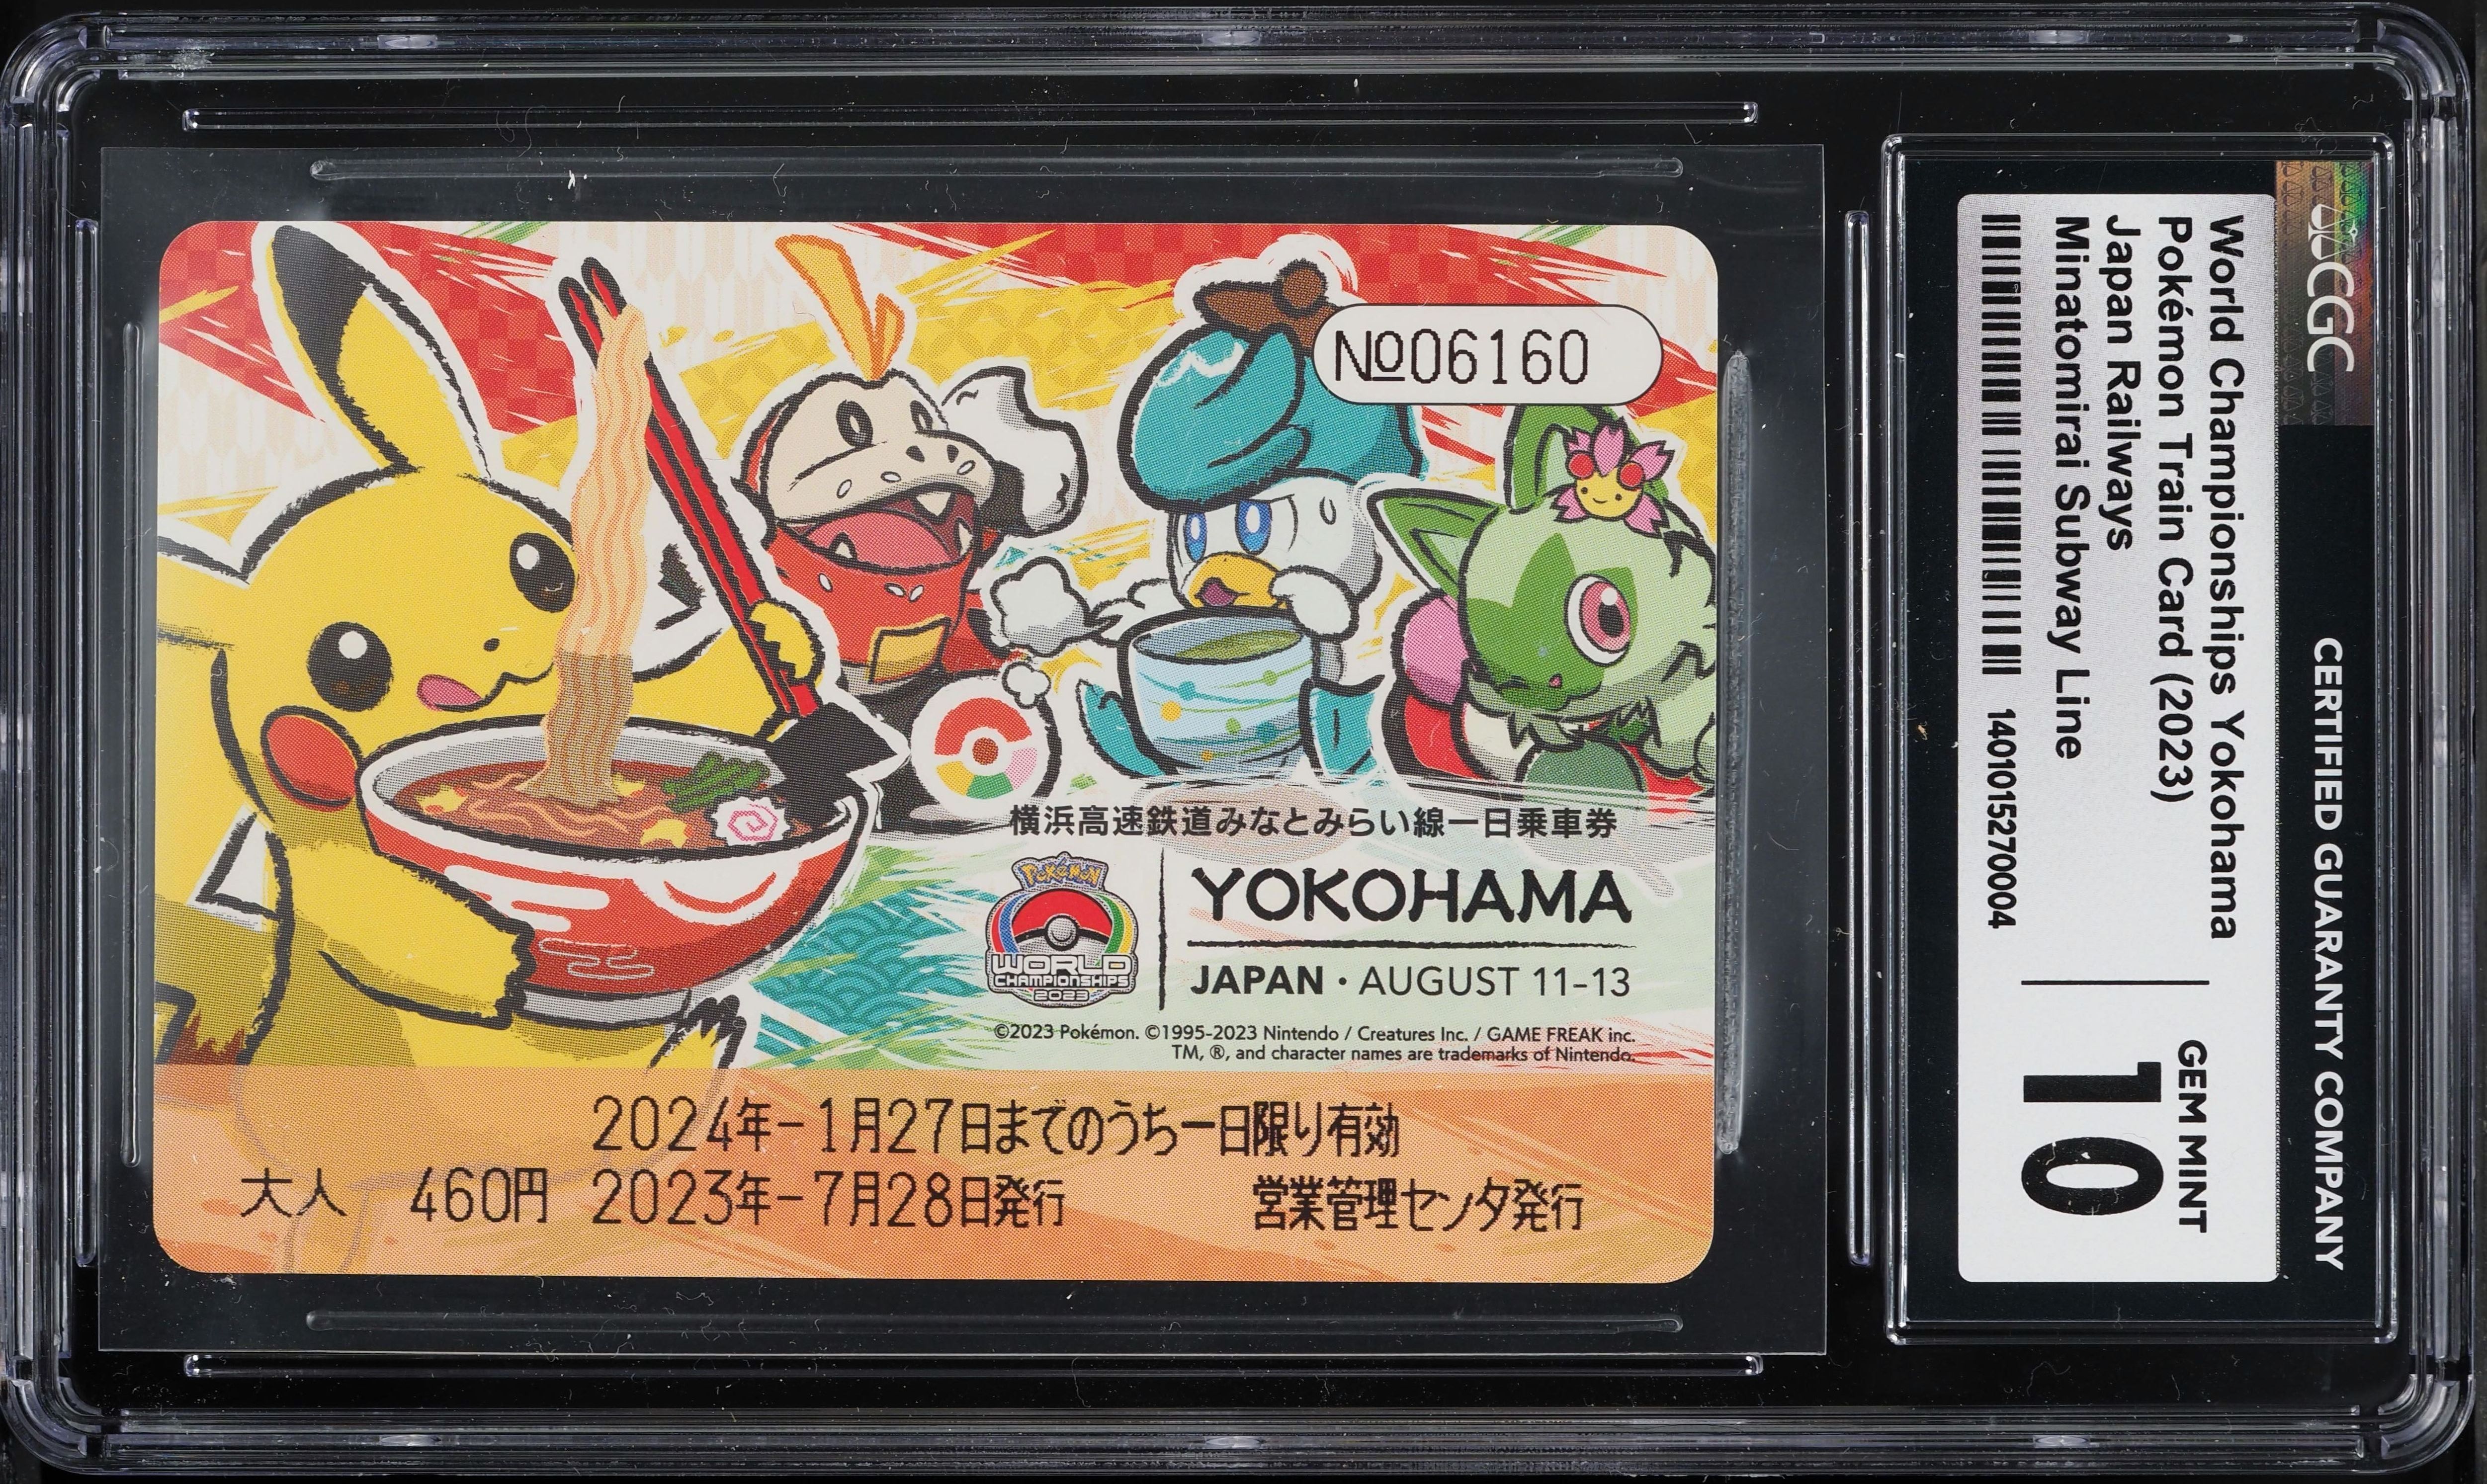 №06160
横浜高速鉄道みなとみらい線一日乗車券
Pokémon
WORLD
CHAMPIONSHIPS
2023
YOKOHAMA
JAPAN・AUGUST 11-13
©2023 Pokémon. ©1995-2023 Nintendo / Creatures Inc. / GAME FREAK inc.
TM, ®, and character names are trademarks of Nintendo.
2024年-1月27日までのうち一日限り有効
大人 460円 2023年-7月28日発行 営業管理センタ発行
CGC
CERTIFIED GUARANTY COMPANY
World Championships Yokohama
Pokémon Train Card (2023)
Japan Railways
Minatomirai Subway Line
1401015270004
GEM MINT
10